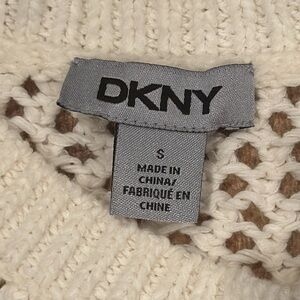 DKNY
S
MADE IN
CHINA/
FABRIQUÉ EN
CHINE